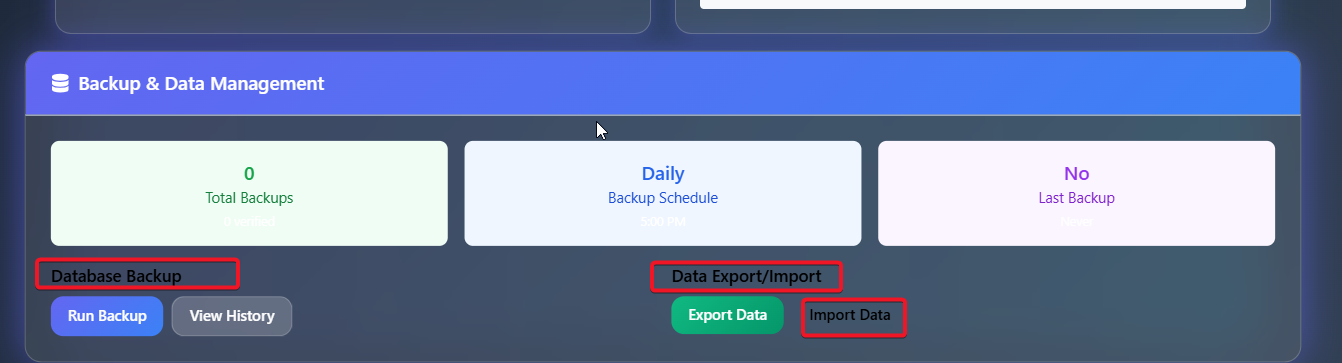 Backup & Data Management
0
Total Backups
0 verified
Daily
Backup Schedule
5:00 PM
No
Last Backup
Never
Database Backup
Run Backup
View History
Data Export/Import
Export Data
Import Data